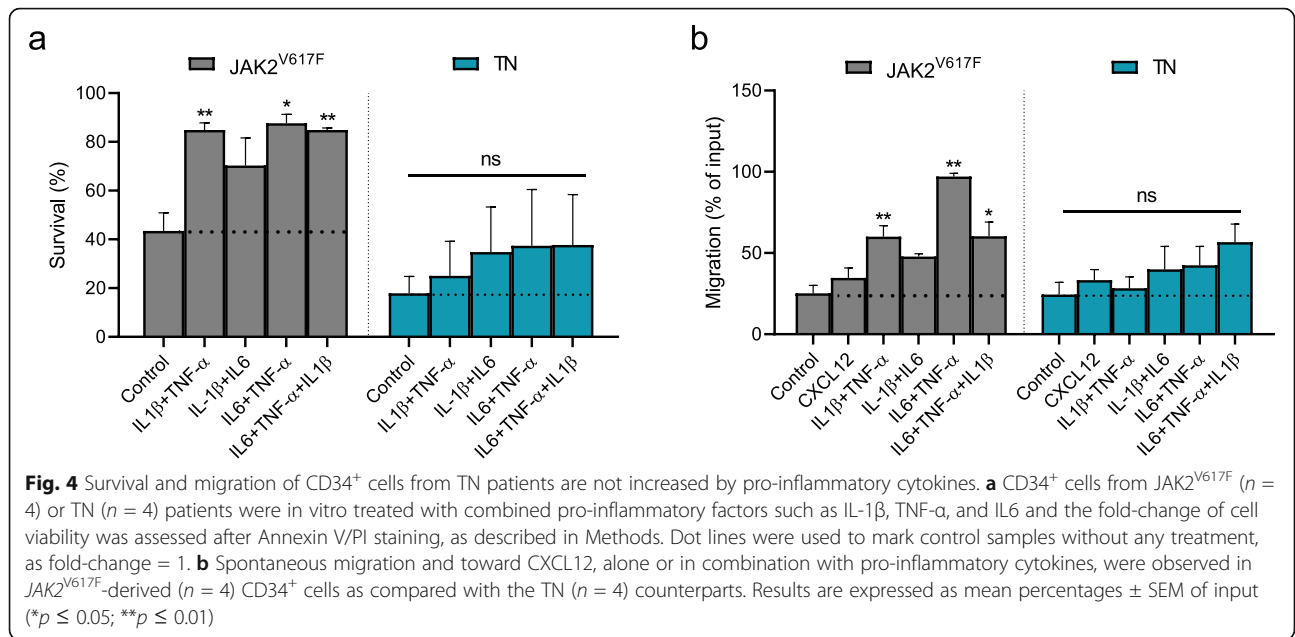 a
JAK2V617F
TN
100
80
60
40
20
0
Survival (%)
**
*
**
ns
Control
IL1β+TNF-α
IL-1β+IL6
IL6+TNF-α
IL6+TNF-α+IL1β
Control
IL1β+TNF-α
IL-1β+IL6
IL6+TNF-α
IL6+TNF-α+IL1β
b
JAK2V617F
TN
150
100
50
0
Migration (% of input)
**
**
*
ns
Control
CXCL12
IL1β+TNF-α
IL-1β+IL6
IL6+TNF-α
IL6+TNF-α+IL1β
Control
CXCL12
IL1β+TNF-α
IL-1β+IL6
IL6+TNF-α
IL6+TNF-α+IL1β
Fig. 4 Survival and migration of CD34+ cells from TN patients are not increased by pro-inflammatory cytokines. a CD34+ cells from JAK2V617F (n =
4) or TN (n = 4) patients were in vitro treated with combined pro-inflammatory factors such as IL-1β, TNF-α, and IL6 and the fold-change of cell
viability was assessed after Annexin V/PI staining, as described in Methods. Dot lines were used to mark control samples without any treatment,
as fold-change = 1. b Spontaneous migration and toward CXCL12, alone or in combination with pro-inflammatory cytokines, were observed in
JAK2V617F-derived (n = 4) CD34+ cells as compared with the TN (n = 4) counterparts. Results are expressed as mean percentages ± SEM of input
(*p ≤ 0.05; **p ≤ 0.01)